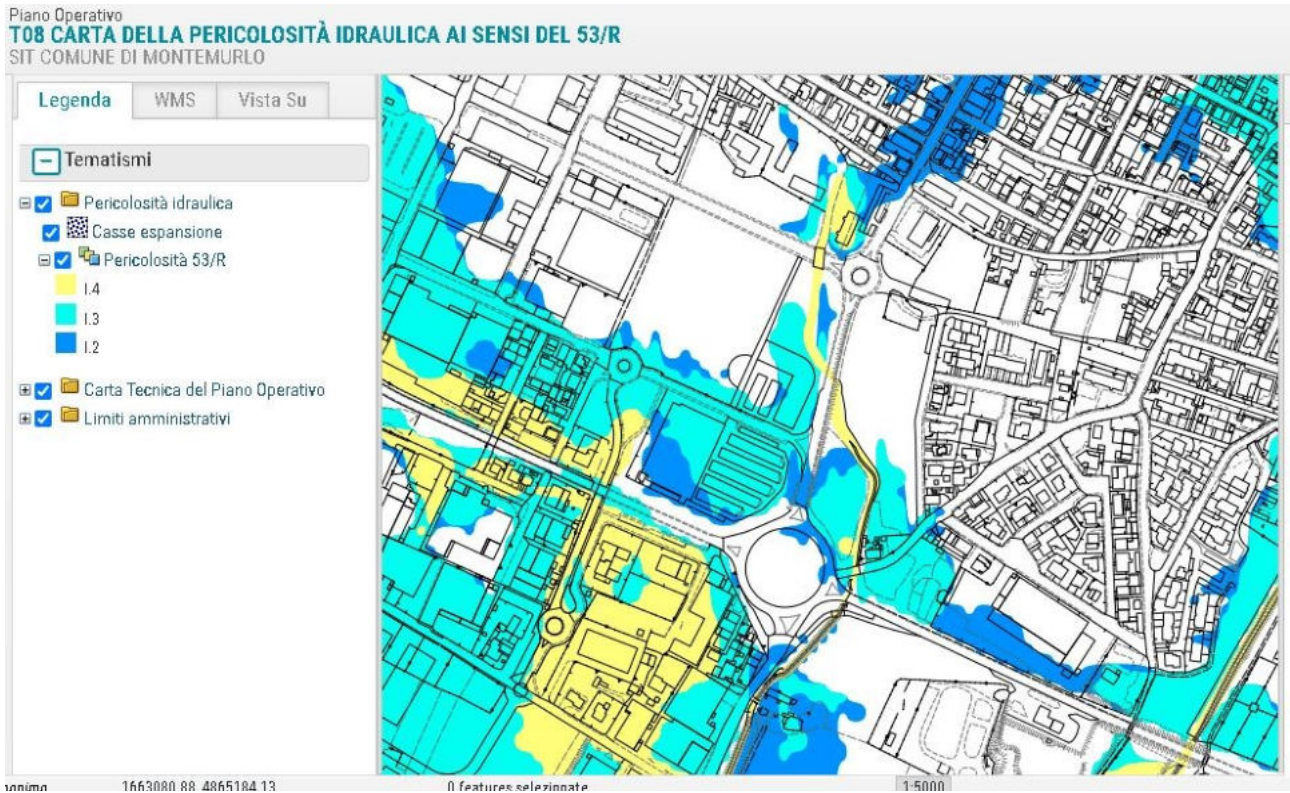 Piano Operativo
T08 CARTA DELLA PERICOLOSITÀ IDRAULICA AI SENSI DEL 53/R
SIT COMUNE DI MONTEMURLO
Legenda WMS Vista Su
Tematismi
Pericolosità idraulica
Casse espansione
Pericolosità 53/R
I.4
I.3
I.2
Carta Tecnica del Piano Operativo
Limiti amministrativi
1663080.88, 4865184.13 0 features selezionate 1:5000